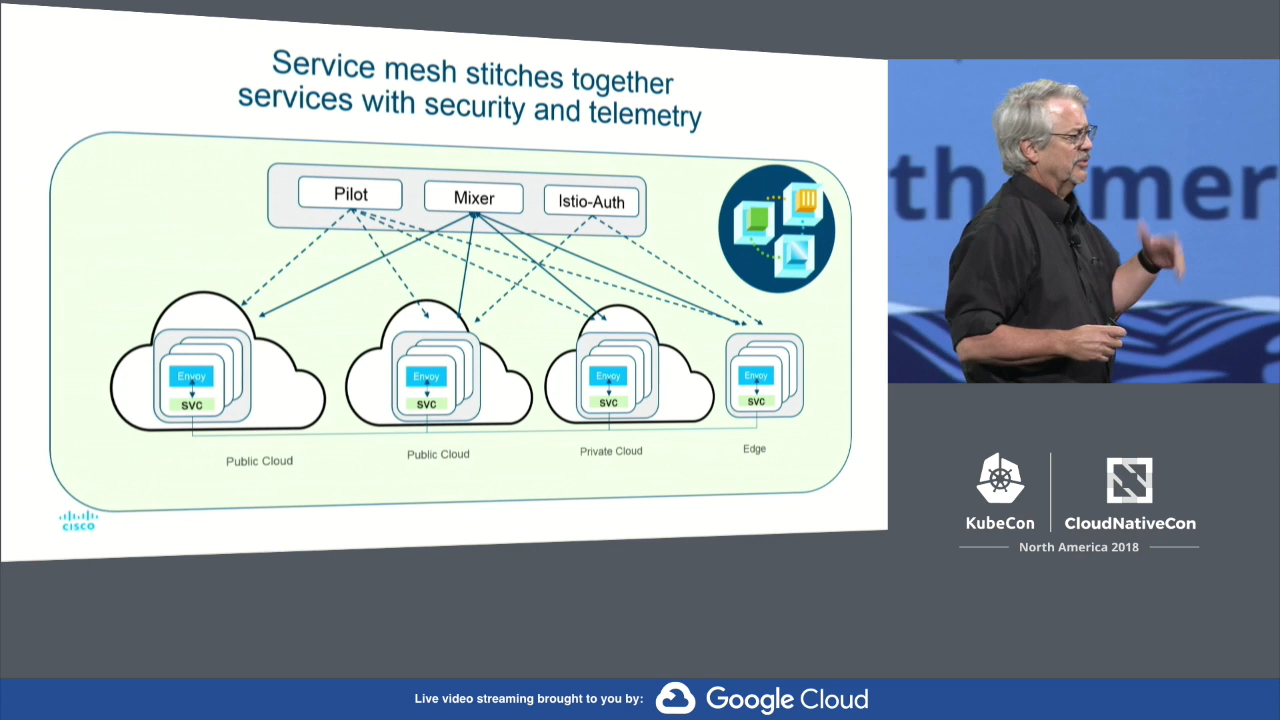 Service mesh stitches together
services with security and telemetry
Pilot
Mixer
Istio-Auth
Envoy
svc
Envoy
svc
Envoy
svc
Envoy
svc
Public Cloud
Public Cloud
Private Cloud
Edge
CISCO
th Amer
KubeCon
CloudNativeCon
North America 2018
Live video streaming brought to you by:
Google Cloud